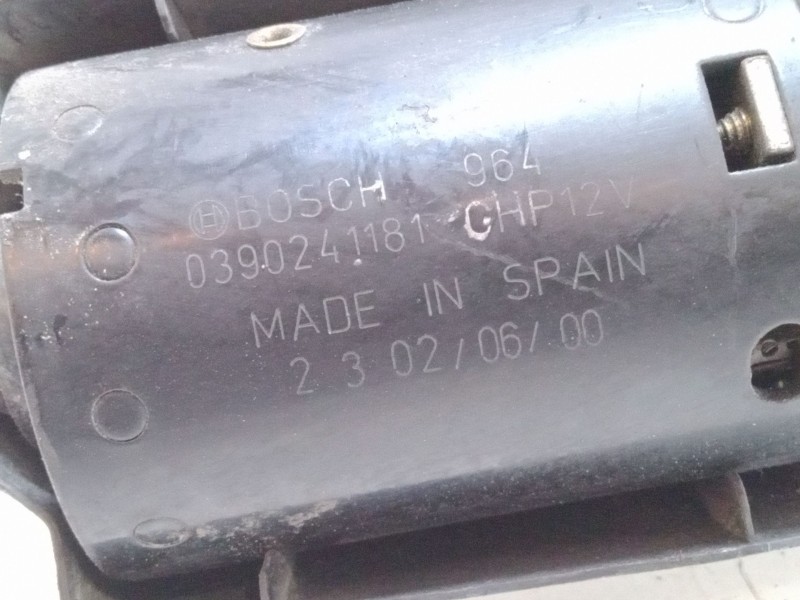 BOSCH 964
0390241181 CHP12V
MADE IN SPAIN
2 3 02/06/00